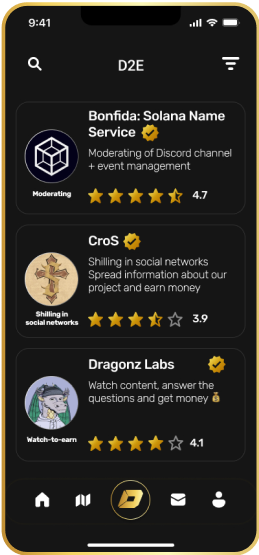 9:41
D2E
Bonfida: Solana Name
Service
Moderating of Discord channel
+ event management
Moderating
4.7
CroS
Shilling in social networks
Spread information about our
project and earn money
Shilling in
social networks
3.9
Dragonz Labs
Watch content, answer the
questions and get money 💰
Watch-to-earn
4.1